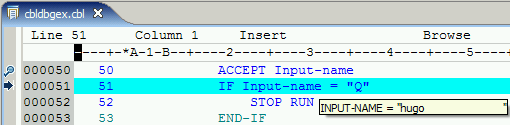 cbldbgex.cbl
Line 51 Column 1 Insert Browse
----+-*A-1-B--+----2----+----3----+----4----+----5----
000050 50 ACCEPT Input-name
000051 51 IF Input-name = "Q"
000052 52 STOP RUN
INPUT-NAME = "hugo "
000053 53 END-IF